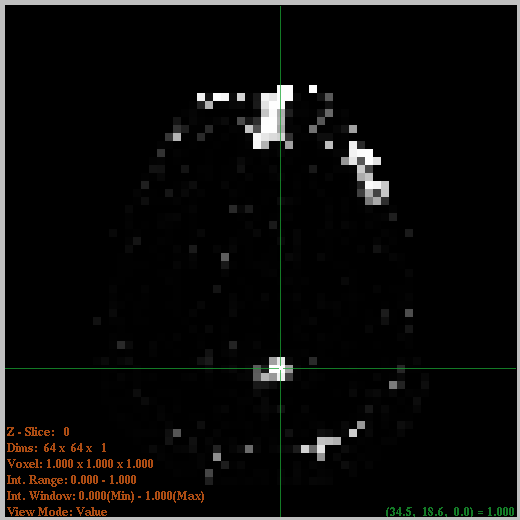 Z - Slice: 0
Dims: 64 x 64 x 1
Voxel: 1.000 x 1.000 x 1.000
Int. Range: 0.000 - 1.000
Int. Window: 0.000(Min) - 1.000(Max)
View Mode: Value
(34.5, 18.6, 0.0) = 1.000